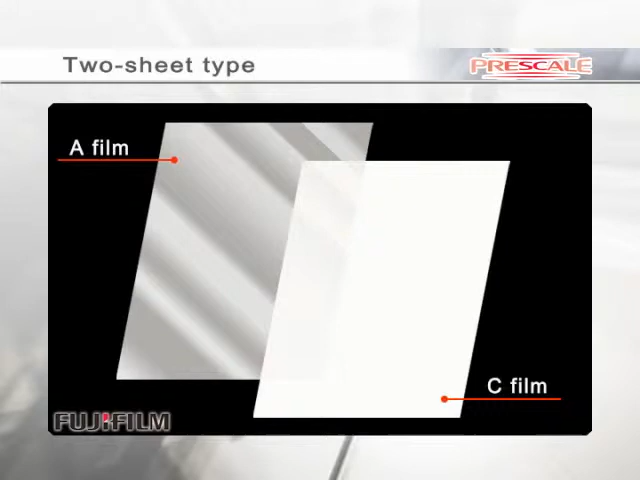 Two-sheet type
PRESCALE
A film
C film
FUJIFILM